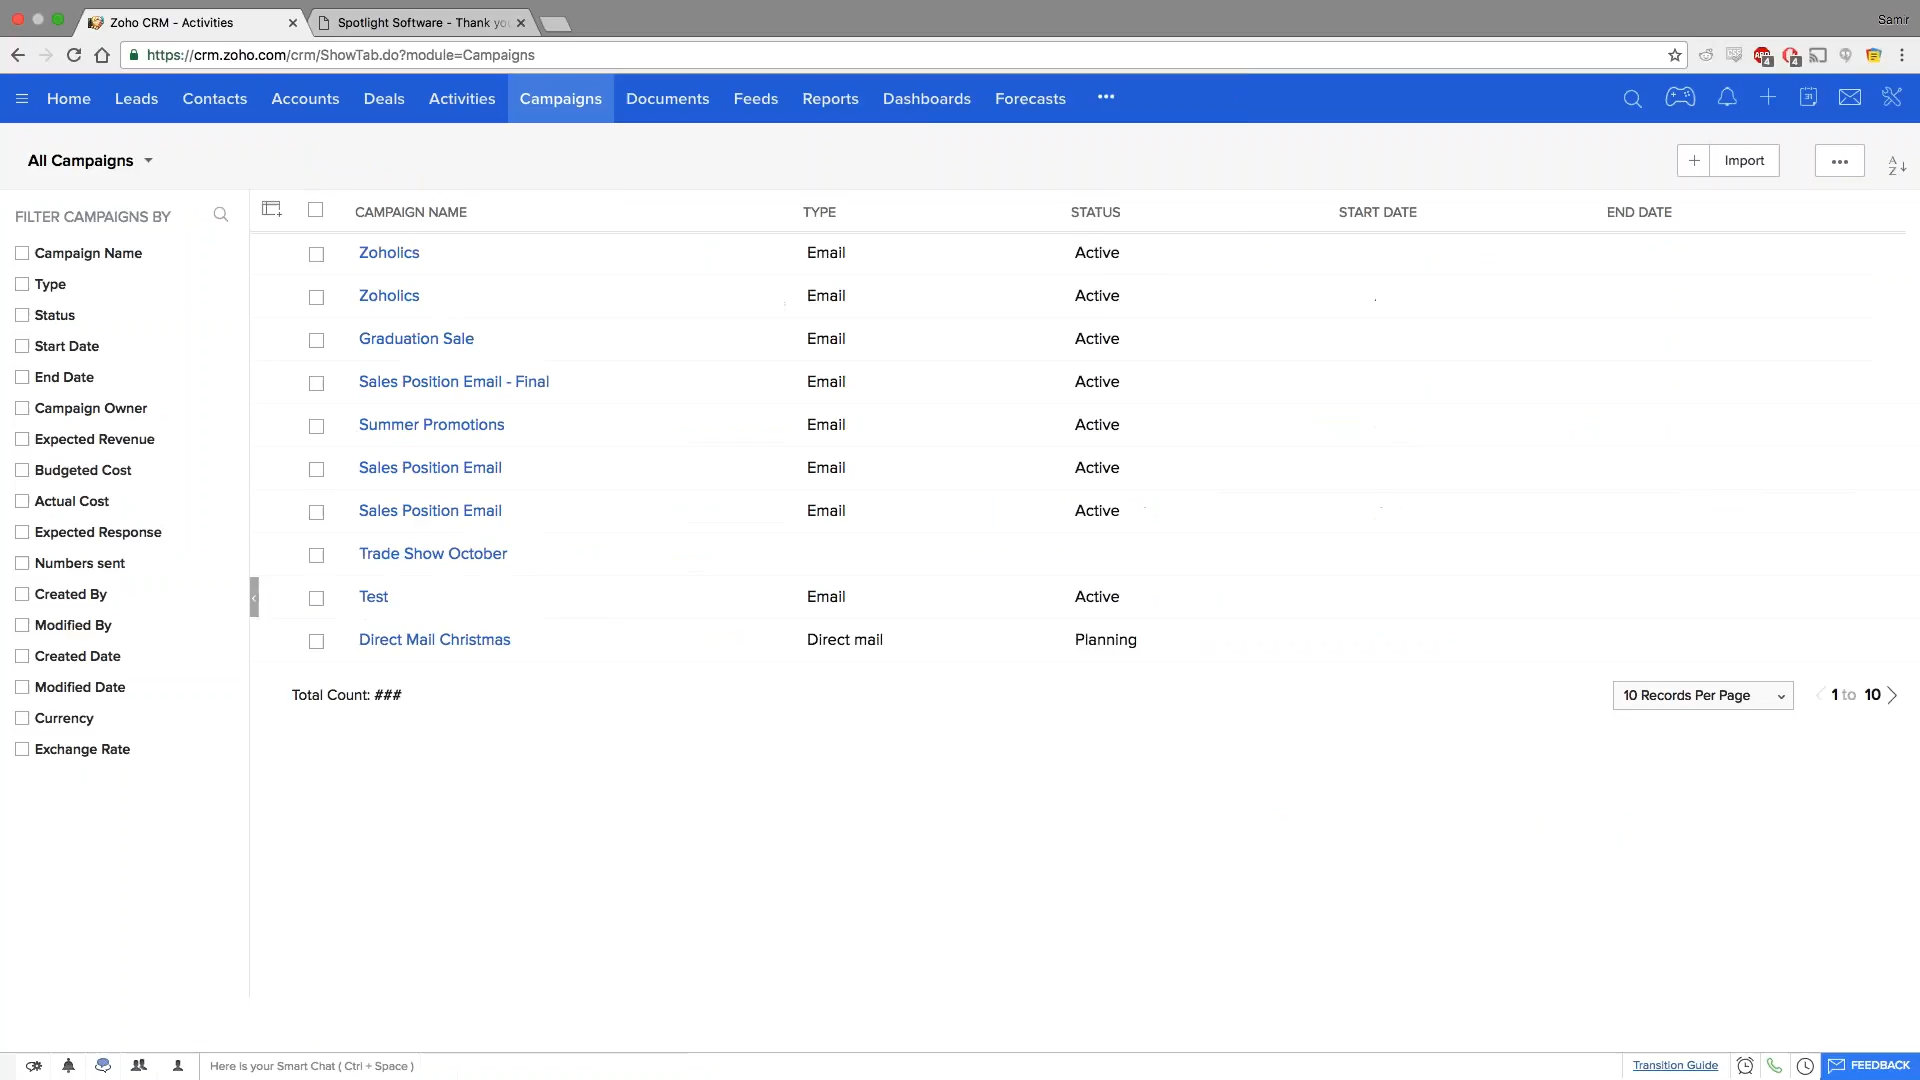 Zoho CRM - Activities
Spotlight Software - Thank yo
Samir
https://crm.zoho.com/crm/ShowTab.do?module=Campaigns
4
4
Home Leads Contacts Accounts Deals Activities Campaigns Documents Feeds Reports Dashboards Forecasts •••
31
All Campaigns
Import
•••
A
Z
FILTER CAMPAIGNS BY
Campaign Name
Type
Status
Start Date
End Date
Campaign Owner
Expected Revenue
Budgeted Cost
Actual Cost
Expected Response
Numbers sent
Created By
Modified By
Created Date
Modified Date
Currency
Exchange Rate
CAMPAIGN NAME TYPE STATUS START DATE END DATE
Zoholics Email Active
Zoholics Email Active
Graduation Sale Email Active
Sales Position Email - Final Email Active
Summer Promotions Email Active
Sales Position Email Email Active
Sales Position Email Email Active
Trade Show October
Test Email Active
Direct Mail Christmas Direct mail Planning
Total Count: ###
10 Records Per Page
1 to 10
Here is your Smart Chat ( Ctrl + Space )
Transition Guide
FEEDBACK